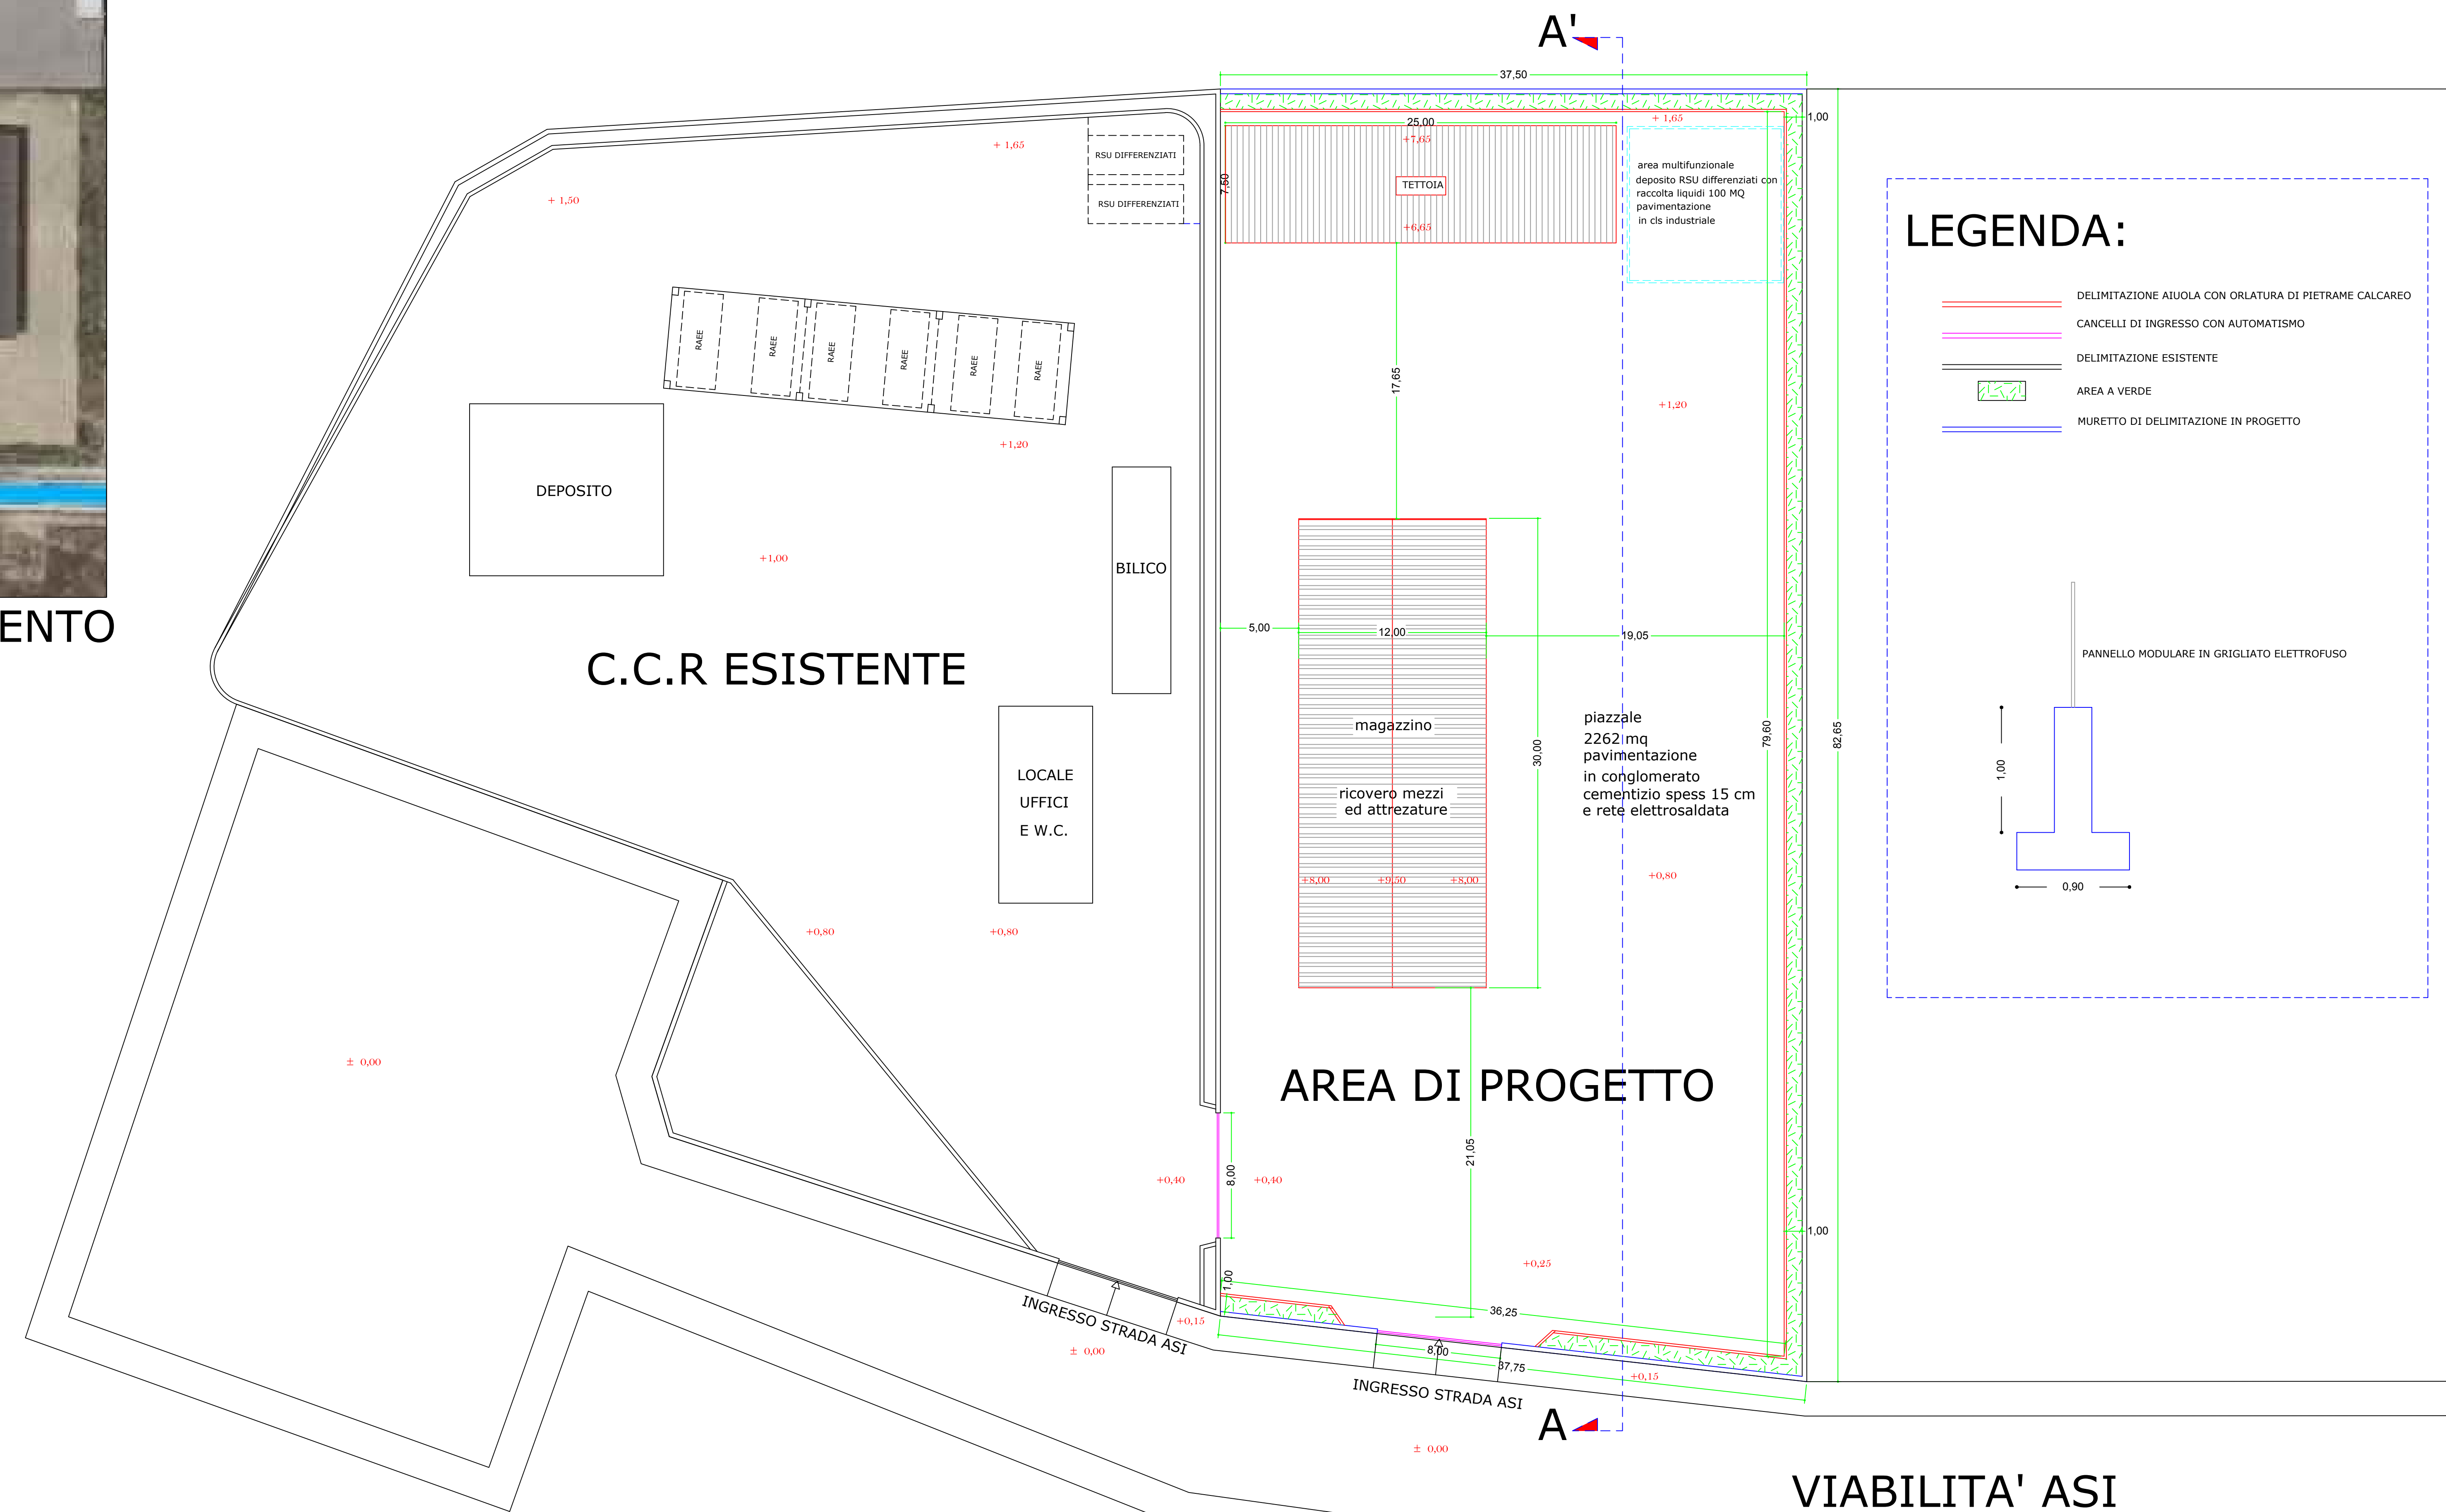 A'
37,50
1,00
+ 1,65
25,00
+7,65
7,50
TETTOIA
+6,65
area multifunzionale
deposito RSU differenziati con
raccolta liquidi 100 MQ
pavimentazione
in cls industriale
+ 1,65
RSU DIFFERENZIATI
RSU DIFFERENZIATI
+ 1,50
RAEE
RAEE
RAEE
RAEE
RAEE
RAEE
DEPOSITO
+1,20
+1,00
BILICO
ENTO
C.C.R ESISTENTE
LOCALE
UFFICI
E W.C.
+0,80
+0,80
± 0,00
17,65
+1,20
5,00
12,00
19,05
magazzino
ricovero mezzi
ed attrezature
30,00
piazzale
2262 mq
pavimentazione
in conglomerato
cementizio spess 15 cm
e rete elettrosaldata
79,60
82,65
+8,00
+9,50
+8,00
+0,80
AREA DI PROGETTO
21,05
+0,40
8,00
+0,40
1,00
+0,25
1,00
36,25
INGRESSO STRADA ASI
+0,15
± 0,00
8,00
37,75
INGRESSO STRADA ASI
+0,15
A
± 0,00
VIABILITA' ASI
LEGENDA:
DELIMITAZIONE AIUOLA CON ORLATURA DI PIETRAME CALCAREO
CANCELLI DI INGRESSO CON AUTOMATISMO
DELIMITAZIONE ESISTENTE
AREA A VERDE
MURETTO DI DELIMITAZIONE IN PROGETTO
PANNELLO MODULARE IN GRIGLIATO ELETTROFUSO
1,00
0,90